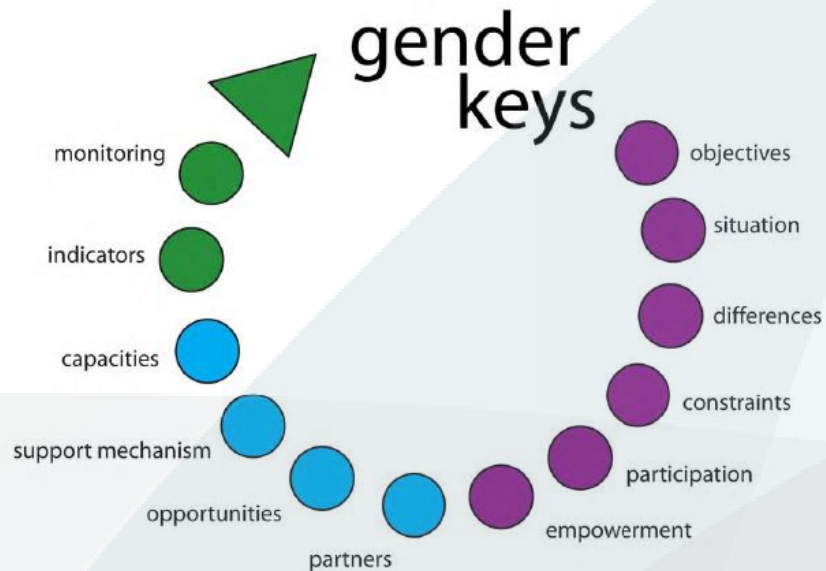 gender
keys
objectives
situation
differences
constraints
participation
empowerment
partners
opportunities
support mechanism
capacities
indicators
monitoring